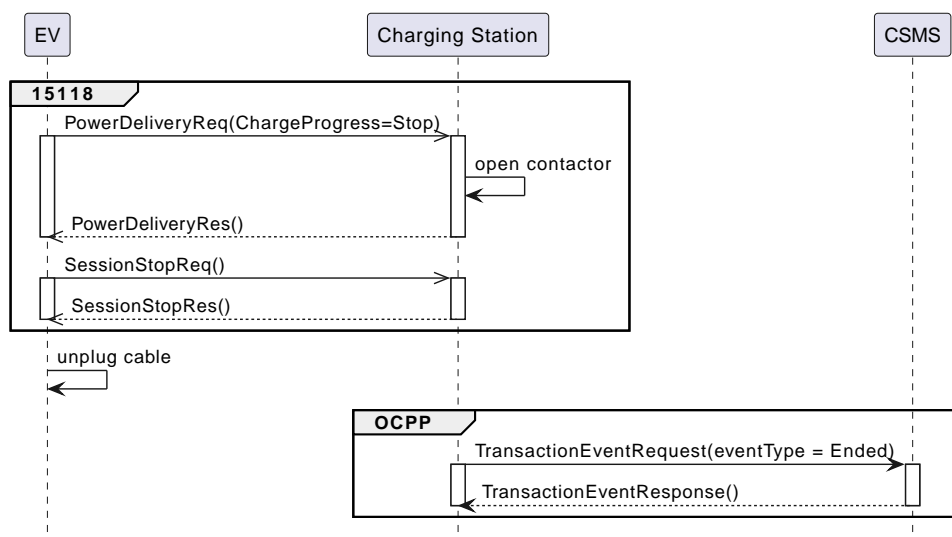 EV
Charging Station
CSMS
15118
PowerDeliveryReq(ChargeProgress=Stop)
open contactor
PowerDeliveryRes()
SessionStopReq()
SessionStopRes()
unplug cable
OCPP
TransactionEventRequest(eventType = Ended)
TransactionEventResponse()